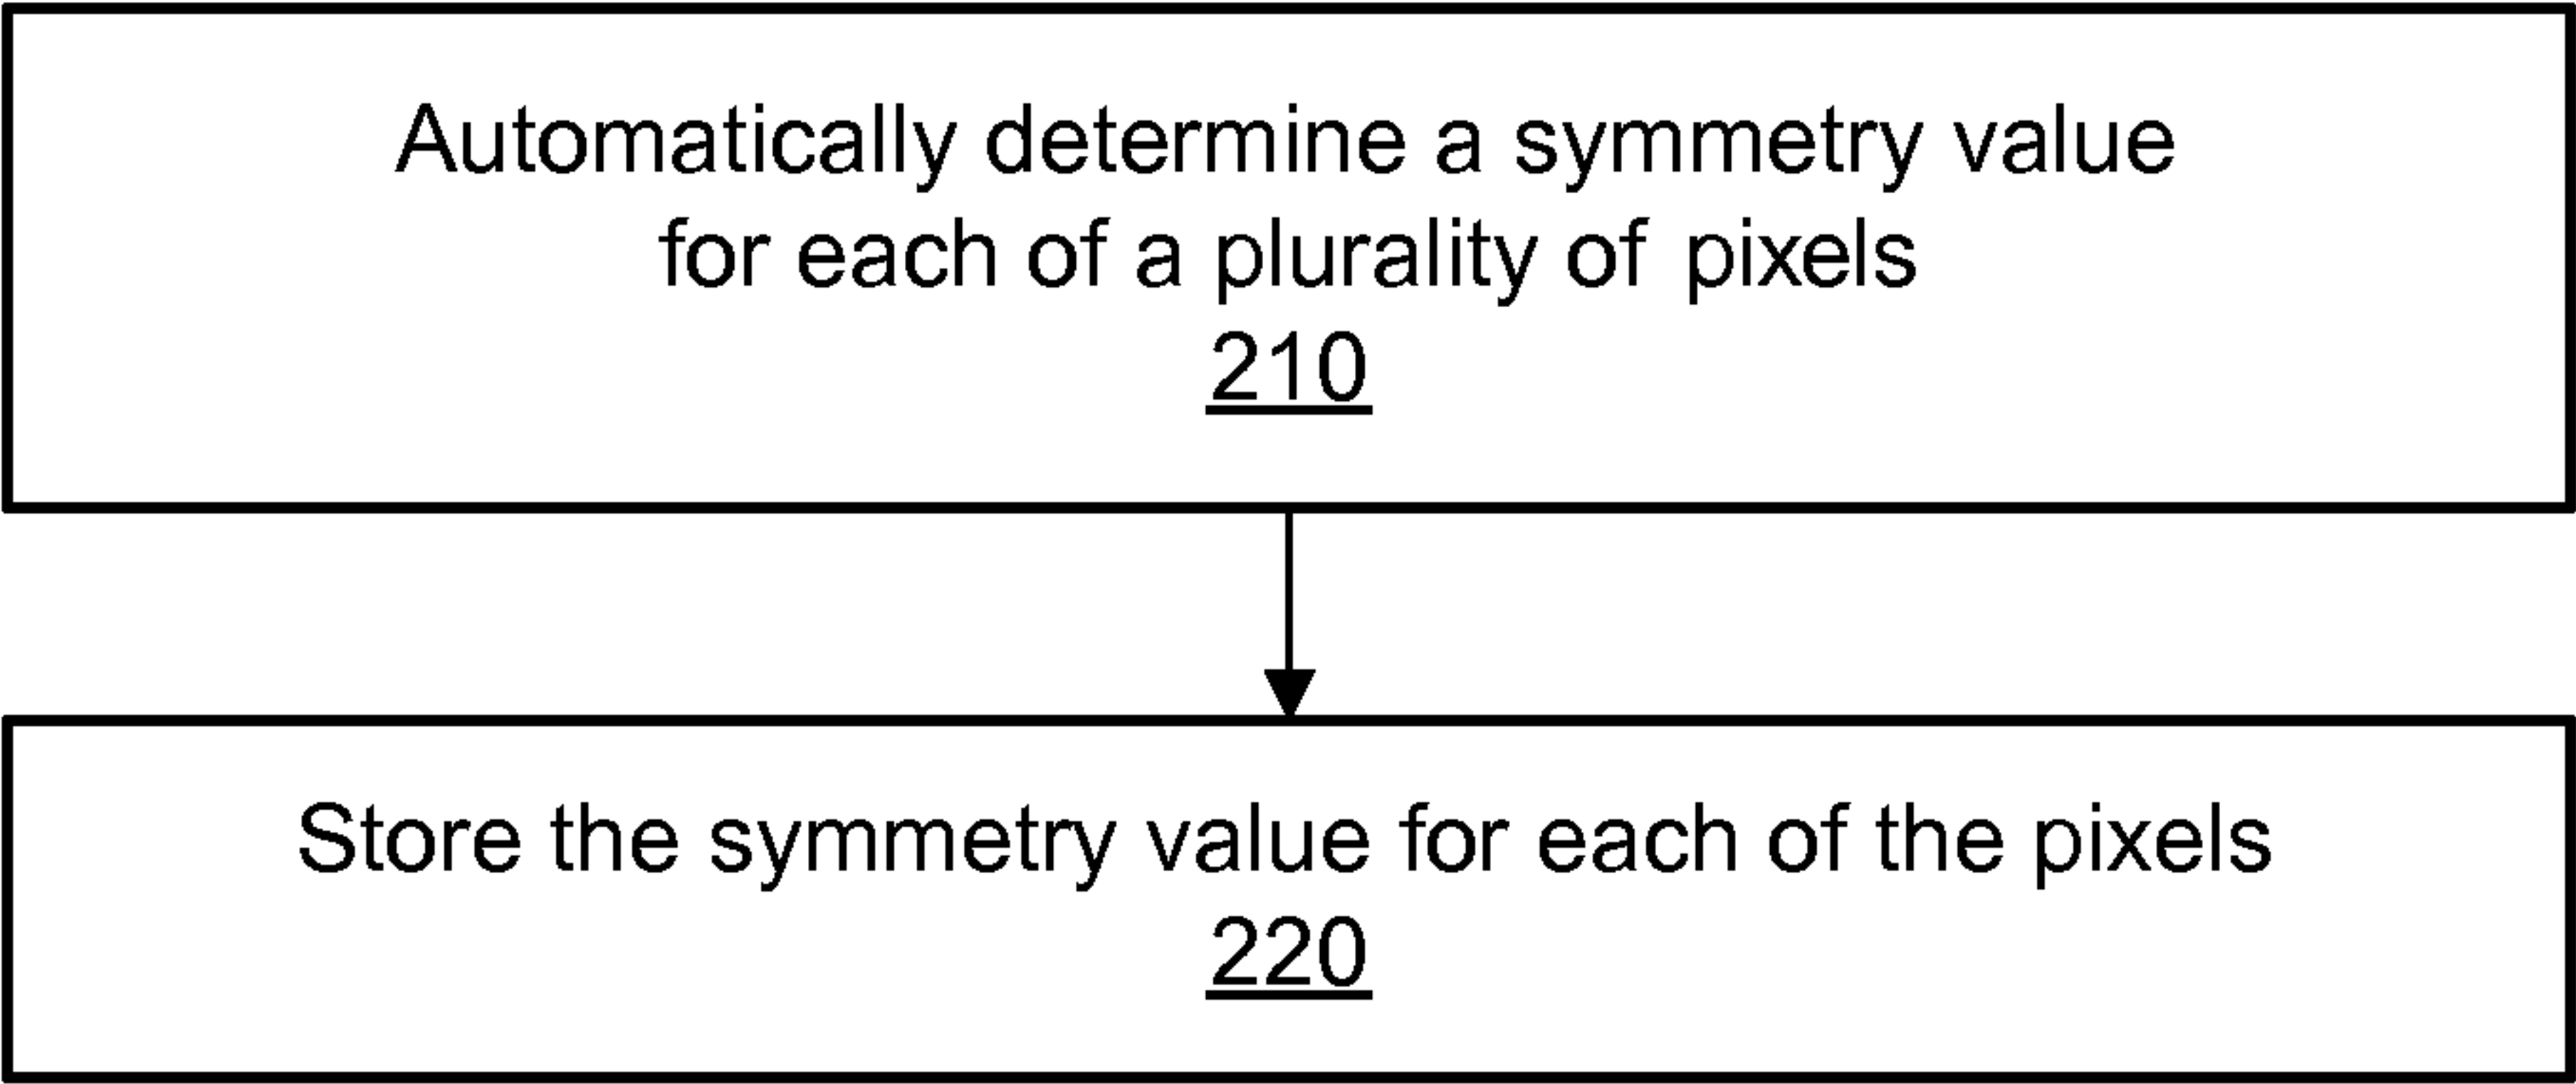 Automatically determine a symmetry value
for each of a plurality of pixels
210
Store the symmetry value for each of the pixels
220